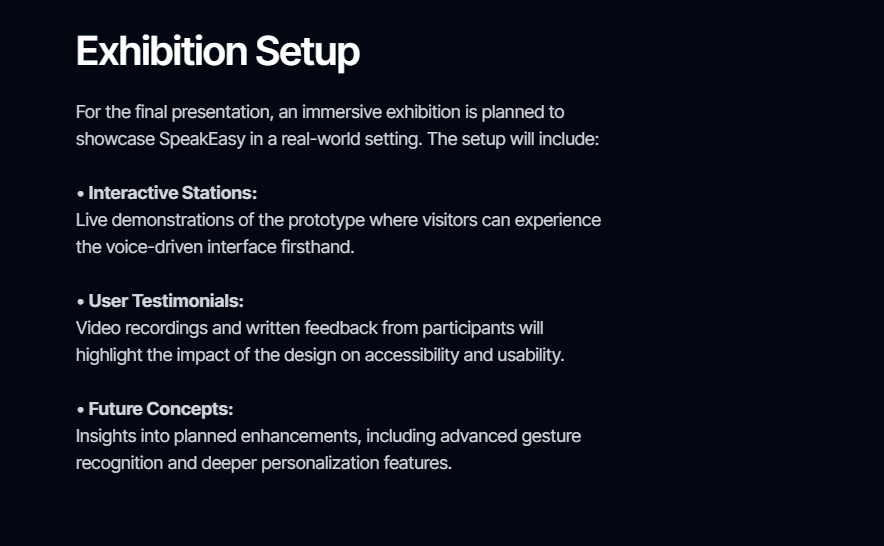 Exhibition Setup
For the final presentation, an immersive exhibition is planned to
showcase SpeakEasy in a real-world setting. The setup will include:
• Interactive Stations:
Live demonstrations of the prototype where visitors can experience
the voice-driven interface firsthand.
• User Testimonials:
Video recordings and written feedback from participants will
highlight the impact of the design on accessibility and usability.
• Future Concepts:
Insights into planned enhancements, including advanced gesture
recognition and deeper personalization features.